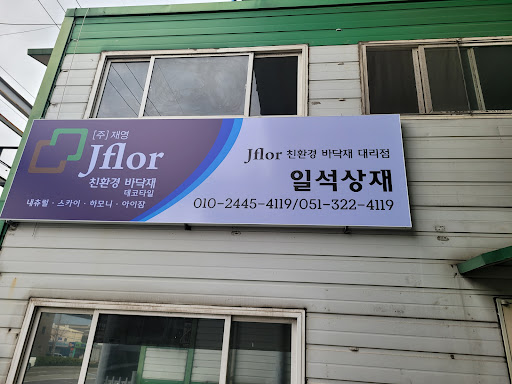 [주] 재명
Jflor
친환경 바닥재
데코타일
내츄럴 · 스카이 · 하모니 · 아이잠
Jflor 친환경 바닥재 대리점
일석상재
010-2445-4119/051-322-4119